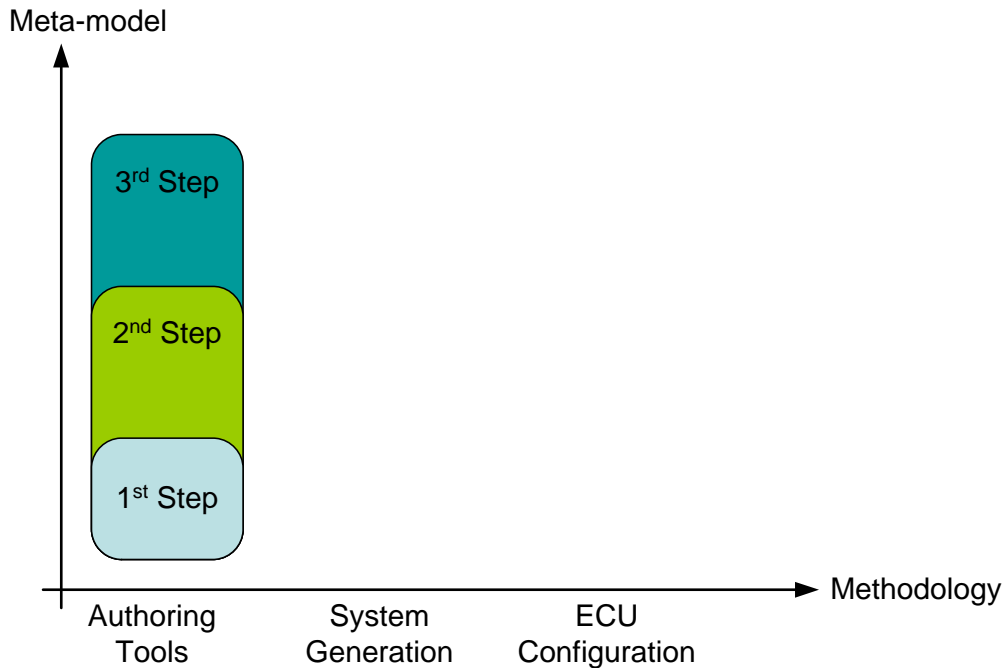 Meta-model
3rd Step
2nd Step
1st Step
Methodology
Authoring
Tools
System
Generation
ECU
Configuration